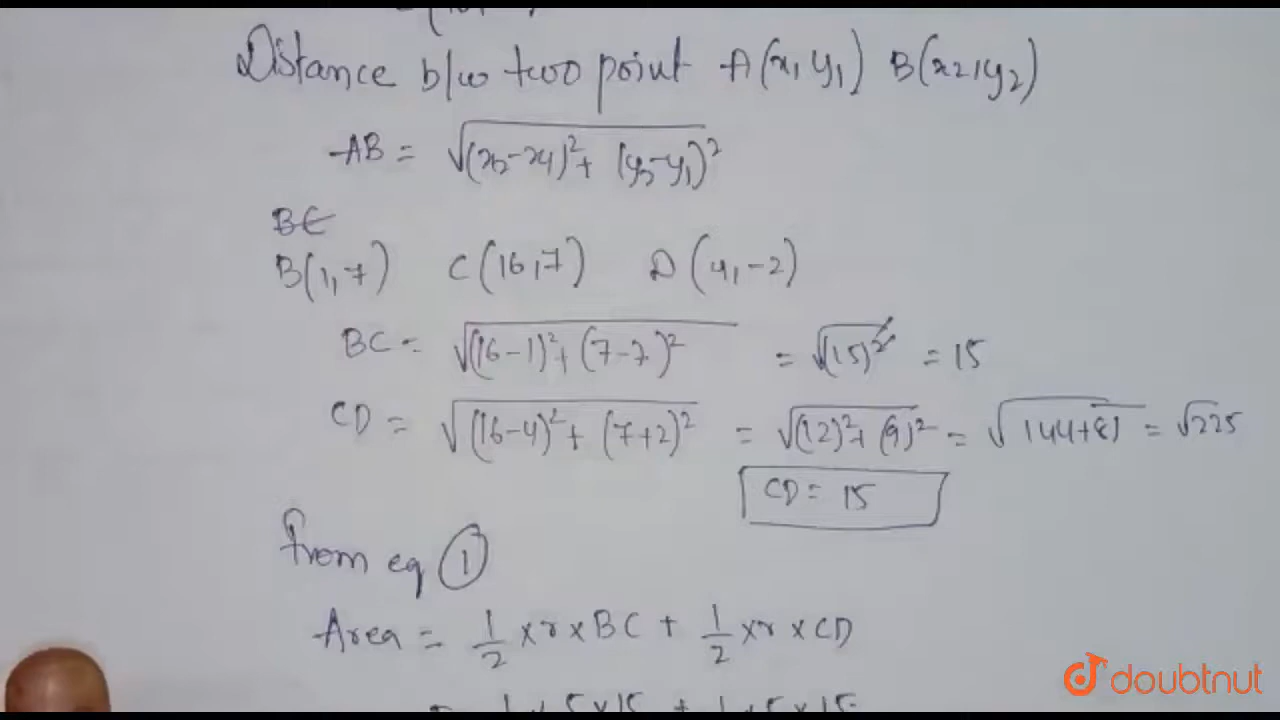 Distance b/w two point A(x1 y1) B(x2,y2)
AB = √(x2-x1)²+ (y2-y1)²
BC
B(1,7) C(16,7) D(4,-2)
BC = √(16-1)²+(7-7)² = √(15)² = 15
CD = √(16-4)²+ (7+2)² = √(12)²+(9)² = √144+81 = √225
CD = 15
from eq ①
Area = 1/2 ×r×BC + 1/2 ×r×CD
doubtnut